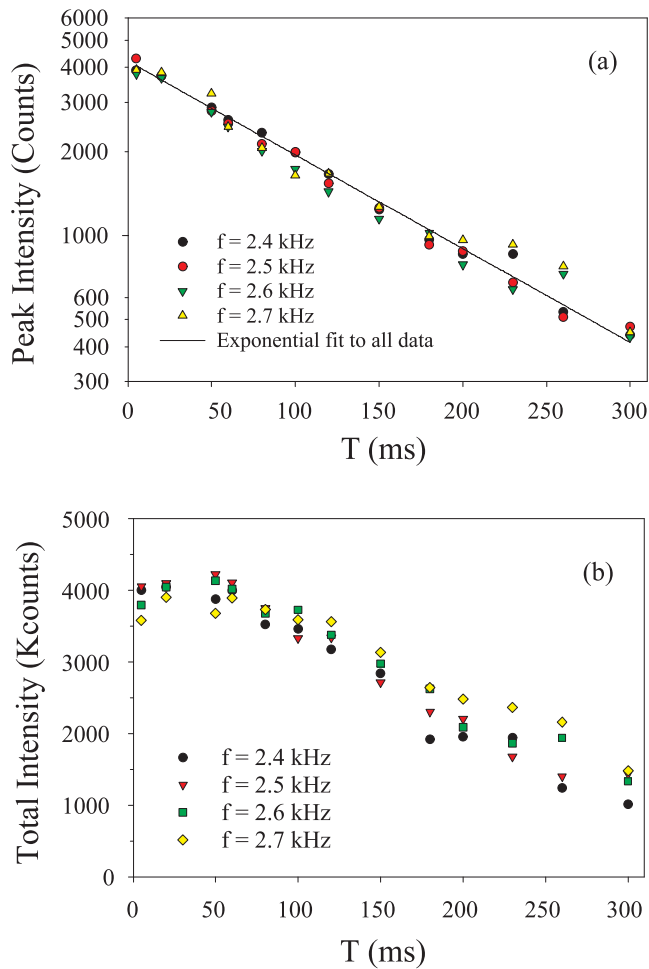 6000
5000
4000
3000
2000
1000
600
500
400
300
Peak Intensity (Counts)
(a)
f = 2.4 kHz
f = 2.5 kHz
f = 2.6 kHz
f = 2.7 kHz
Exponential fit to all data
0 50 100 150 200 250 300
T (ms)
5000
4000
3000
2000
1000
0
Total Intensity (Kcounts)
(b)
f = 2.4 kHz
f = 2.5 kHz
f = 2.6 kHz
f = 2.7 kHz
0 50 100 150 200 250 300
T (ms)